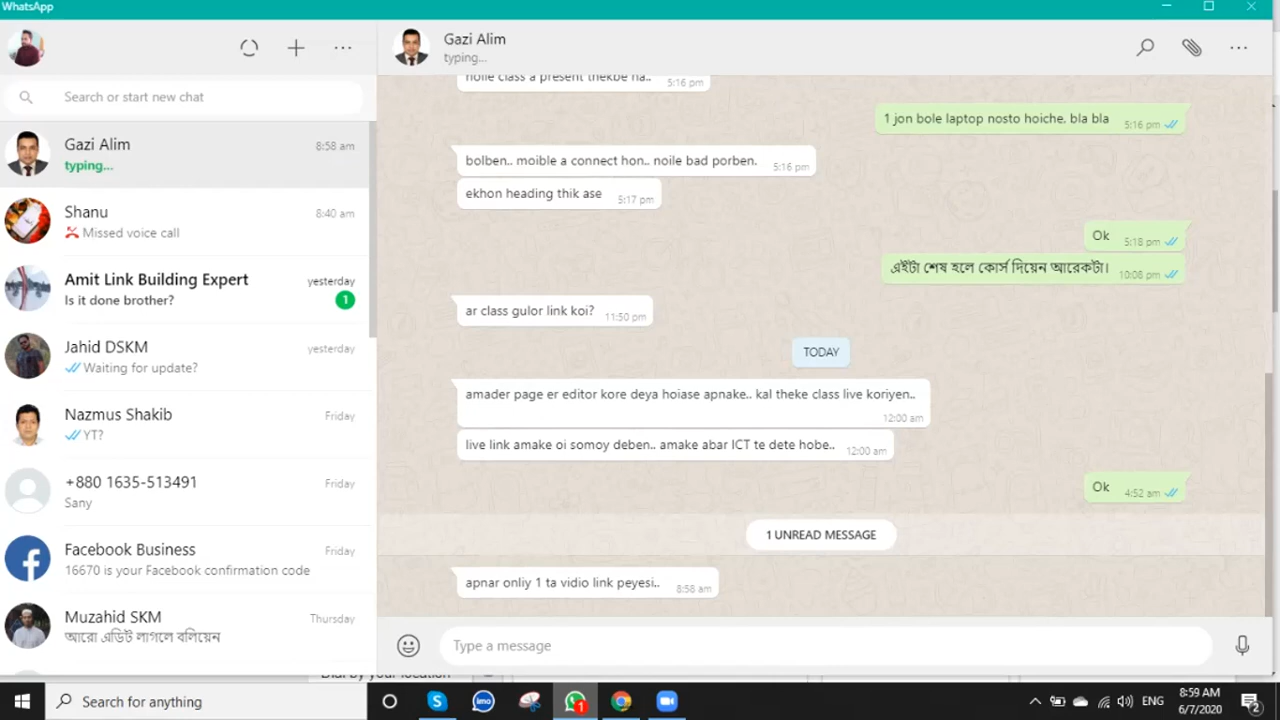 WhatsApp
Search or start new chat
Gazi Alim
8:58 am
typing...
Shanu
8:40 am
Missed voice call
Amit Link Building Expert
yesterday
Is it done brother?
1
Jahid DSKM
yesterday
Waiting for update?
Nazmus Shakib
Friday
YT?
+880 1635-513491
Friday
Sany
Facebook Business
Friday
16670 is your Facebook confirmation code
Muzahid SKM
Thursday
আরো এডিট লাগলে বলিয়েন
Gazi Alim
typing...
noile class a present thekbe na..
5:16 pm
1 jon bole laptop nosto hoiche. bla bla
5:16 pm
bolben.. moible a connect hon.. noile bad porben.
5:16 pm
ekhon heading thik ase
5:17 pm
Ok
5:18 pm
এইটা শেষ হলে কোর্স দিয়েন আরেকটা।
10:08 pm
ar class gulor link koi?
11:50 pm
TODAY
amader page er editor kore deya hoiase apnake.. kal theke class live koriyen..
12:00 am
live link amake oi somoy deben.. amake abar ICT te dete hobe..
12:00 am
Ok
4:52 am
1 UNREAD MESSAGE
apnar onliy 1 ta vidio link peyesi..
8:58 am
Type a message
Dial by your location
Search for anything
imo
1
ENG
8:59 AM
6/7/2020
2